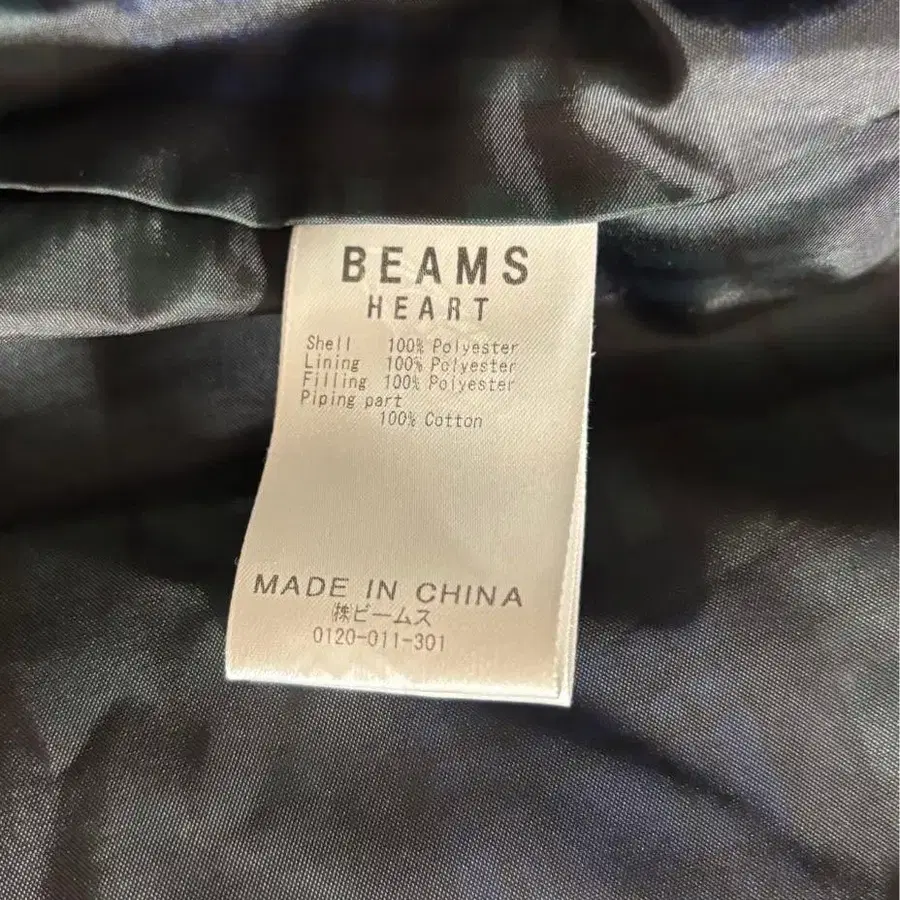 BEAMS
HEART
Shell 100% Polyester
Lining 100% Polyester
Filling 100% Polyester
Piping part
100% Cotton
MADE IN CHINA
㈱ビームス
0120-011-301